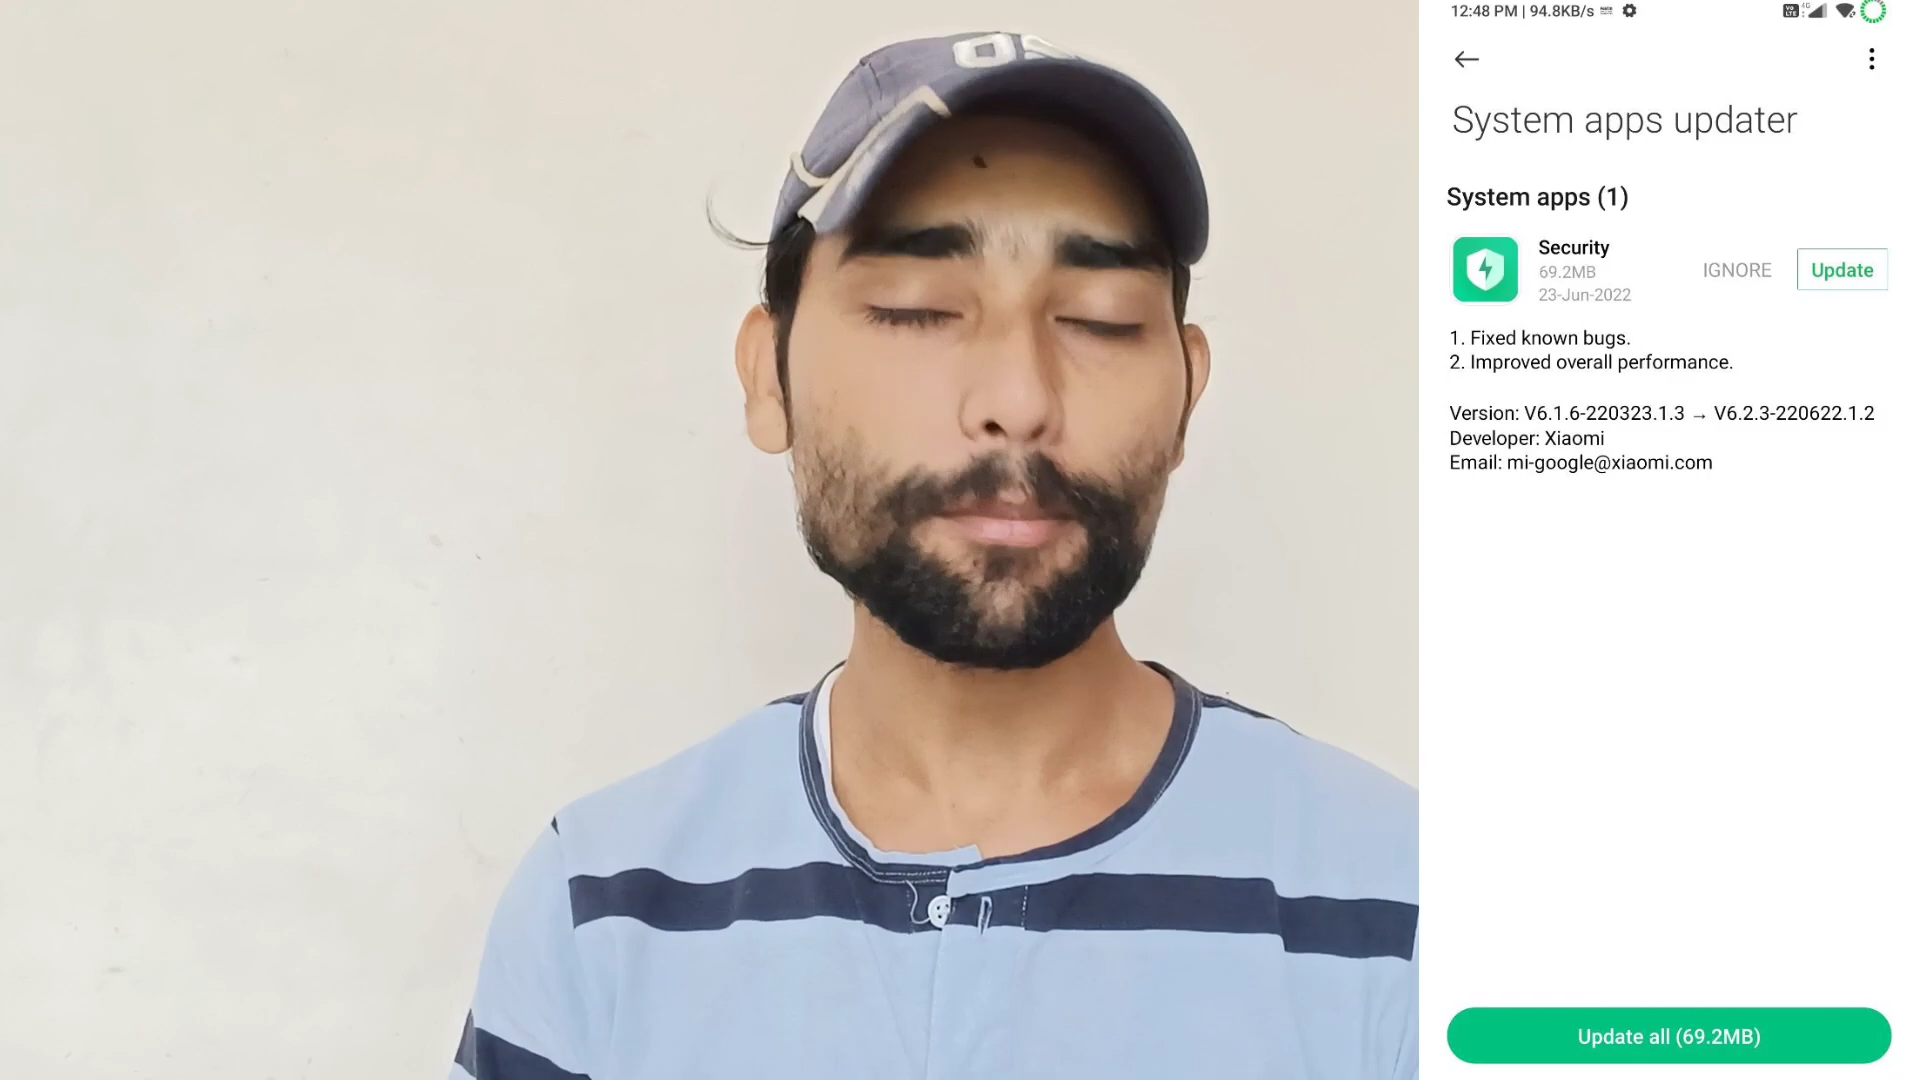 12:48 PM | 94.8KB/s
System apps updater
System apps (1)
Security
69.2MB
23-Jun-2022
IGNORE
Update
1. Fixed known bugs.
2. Improved overall performance.
Version: V6.1.6-220323.1.3 → V6.2.3-220622.1.2
Developer: Xiaomi
Email: mi-google@xiaomi.com
Update all (69.2MB)